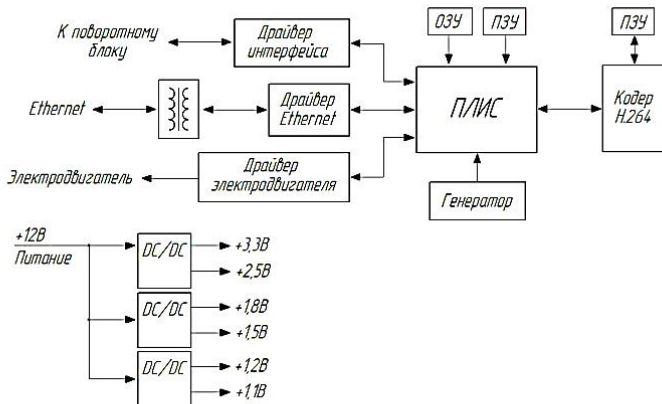 К поворотному
блоку
Драйвер
интерфейса
ОЗУ
ПЗУ
ПЗУ
Ethernet
Драйвер
Ethernet
ПЛИС
Кодер
H.264
Электродвигатель
Драйвер
электродвигателя
Генератор
+12В
Питание
DC/DC
+3,3В
+2,5В
DC/DC
+1,8В
+1,5В
DC/DC
+1,2В
+1,1В